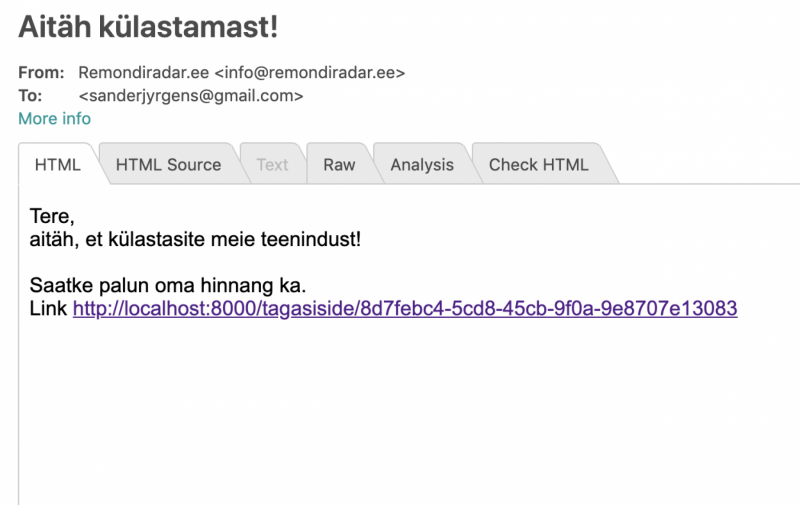 Aitäh külastamast!
From: Remondiradar.ee <info@remondiradar.ee>
To: <sanderjyrgens@gmail.com>
More info
HTML HTML Source Text Raw Analysis Check HTML
Tere,
aitäh, et külastasite meie teenindust!
Saatke palun oma hinnang ka.
Link http://localhost:8000/tagasiside/8d7febc4-5cd8-45cb-9f0a-9e8707e13083